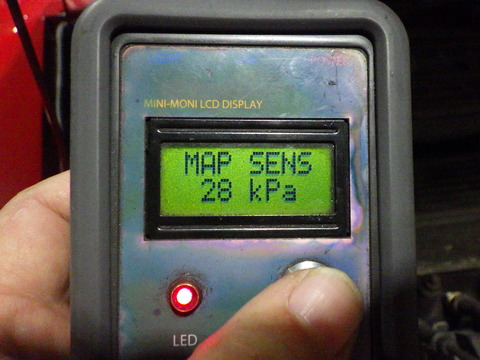 MINI-MONI LCD DISPLAY
MAP SENS
28 kPa
LED